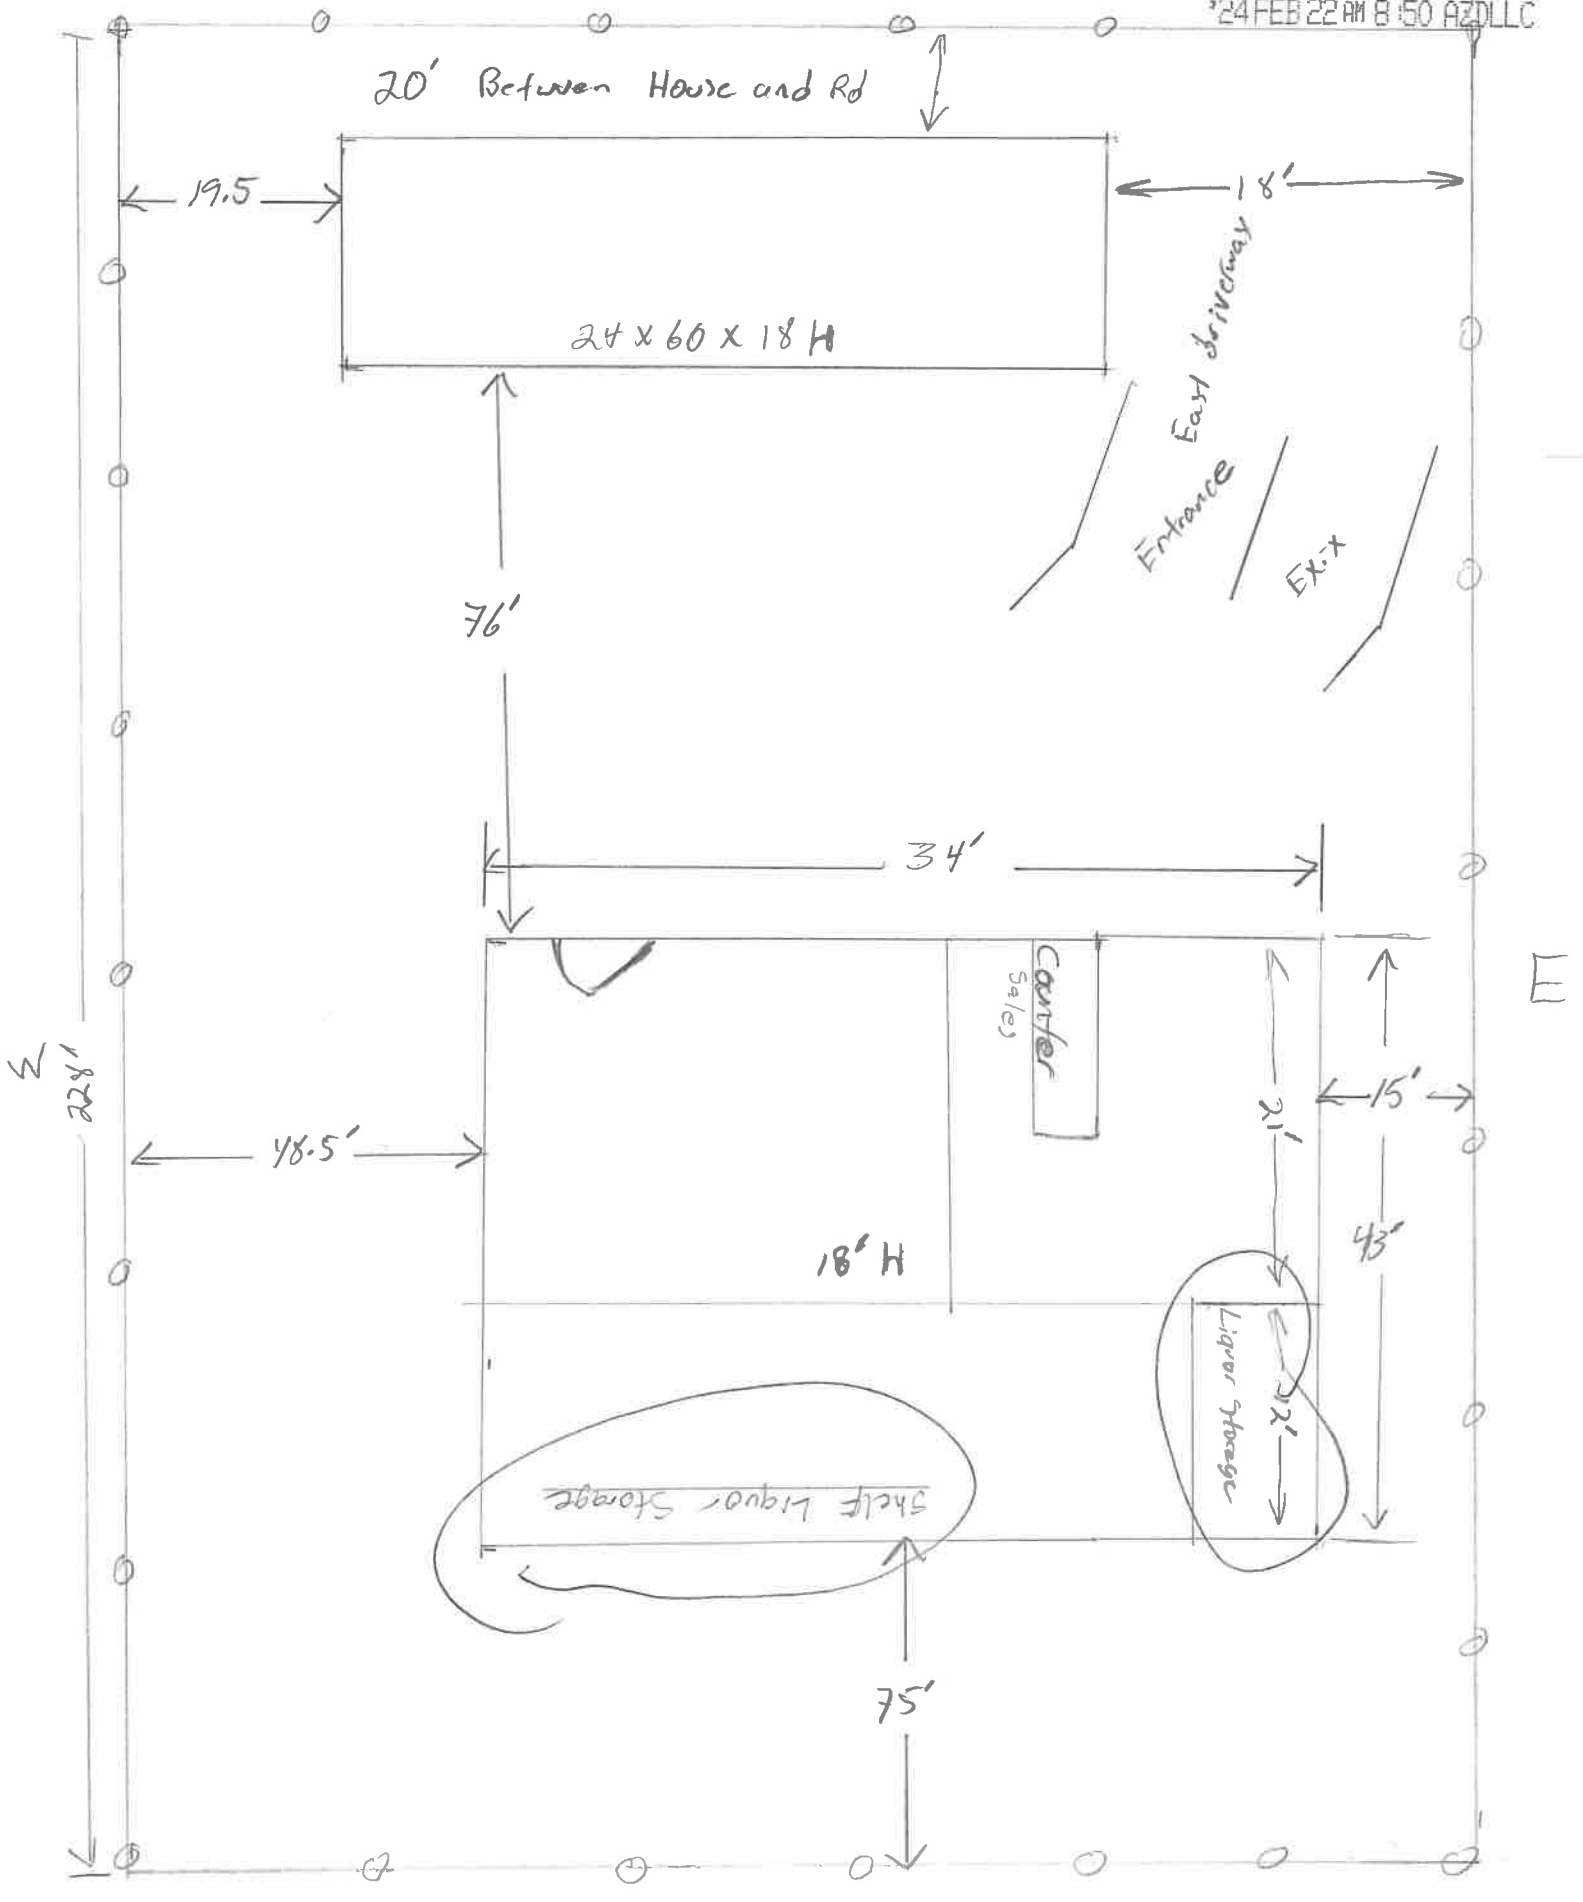 '24 FEB 22 AM 8:50 AZDLLC
20' Between House and Rd
19.5
18'
24 X 60 X 18 H
East driveway
Entrance
Exix
76'
34'
Counter
Sales
E
W
228'
21'
15'
48.5'
43'
18' H
Liquor Storage
Shelf Liquor Storage
75'